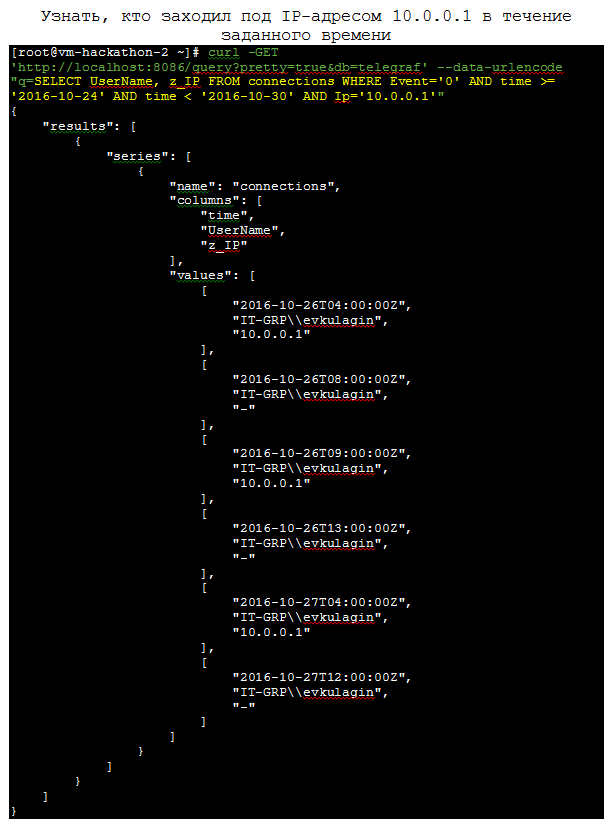 Узнать, кто заходил под IP-адресом 10.0.0.1 в течение
заданного времени
[root@vm-hackathon-2 ~]# curl -GET
'http://localhost:8086/query?pretty=true&db=telegraf' --data-urlencode
"q=SELECT UserName, z_IP FROM connections WHERE Event='0' AND time >=
'2016-10-24' AND time < '2016-10-30' AND Ip='10.0.0.1'"
{
    "results": [
        {
            "series": [
                {
                    "name": "connections",
                    "columns": [
                        "time",
                        "UserName",
                        "z_IP"
                    ],
                    "values": [
                        [
                            "2016-10-26T04:00:00Z",
                            "IT-GRP\\evkulagin",
                            "10.0.0.1"
                        ],
                        [
                            "2016-10-26T08:00:00Z",
                            "IT-GRP\\evkulagin",
                            "-"
                        ],
                        [
                            "2016-10-26T09:00:00Z",
                            "IT-GRP\\evkulagin",
                            "10.0.0.1"
                        ],
                        [
                            "2016-10-26T13:00:00Z",
                            "IT-GRP\\evkulagin",
                            "-"
                        ],
                        [
                            "2016-10-27T04:00:00Z",
                            "IT-GRP\\evkulagin",
                            "10.0.0.1"
                        ],
                        [
                            "2016-10-27T12:00:00Z",
                            "IT-GRP\\evkulagin",
                            "-"
                        ]
                    ]
                }
            ]
        }
    ]
}